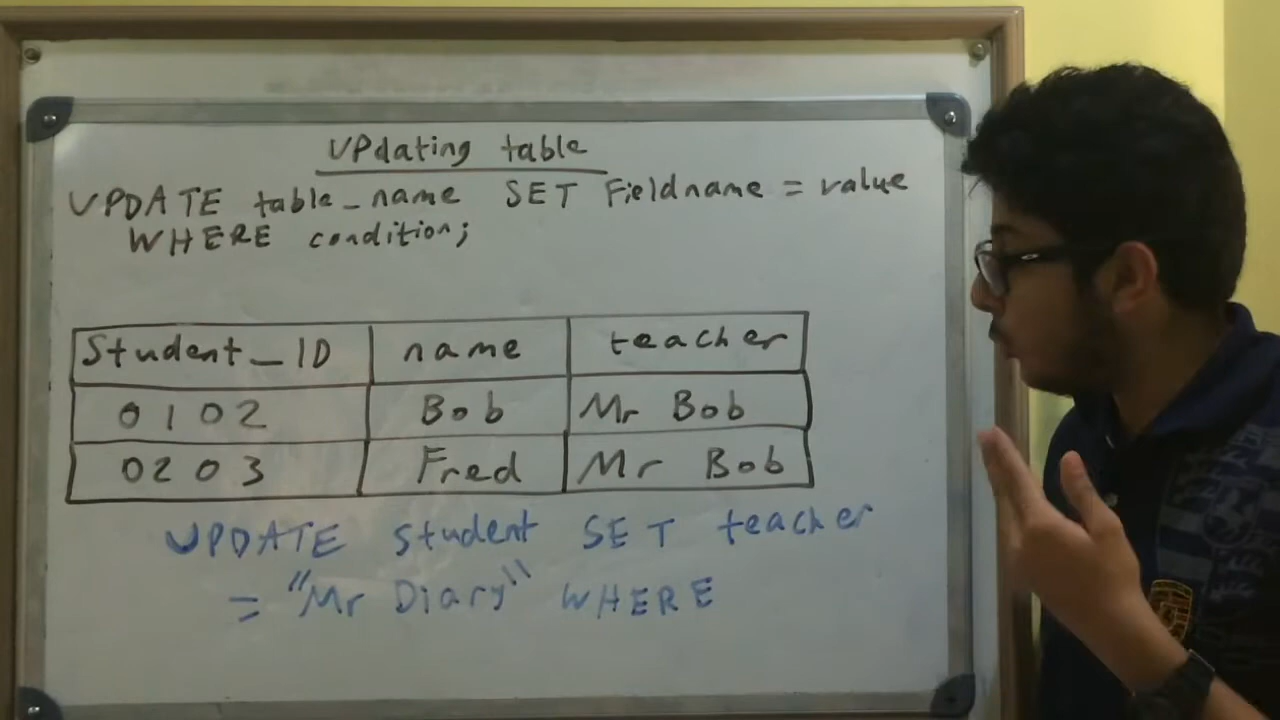 UPdating table
UPDATE table_name SET Fieldname = value
WHERE condition;
Student_ID name teacher
0102 Bob Mr Bob
0203 Fred Mr Bob
UPDATE student SET teacher
= "Mr Diary" WHERE